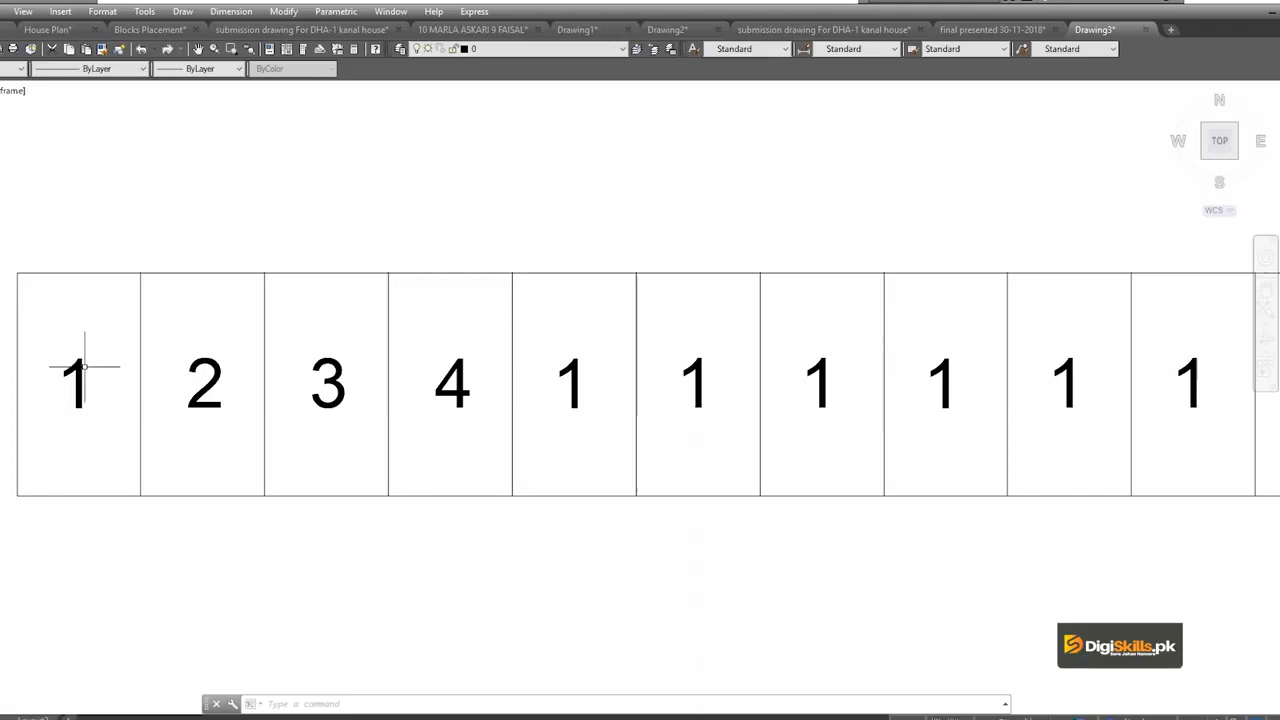 View Insert Format Tools Draw Dimension Modify Parametric Window Help Express
House Plan* Blocks Placement* submission drawing For DHA-1 kanal house* 10 MARLA ASKARI 9 FAISAL* Drawing1* Drawing2* submission drawing For DHA-1 kanal house* final presented 30-11-2018* Drawing3*
0 Standard Standard Standard Standard
ByLayer ByLayer ByColor
frame]
N
W TOP E
S
WCS
1 2 3 4 1 1 1 1 1 1
DigiSkills.pk
Type a command